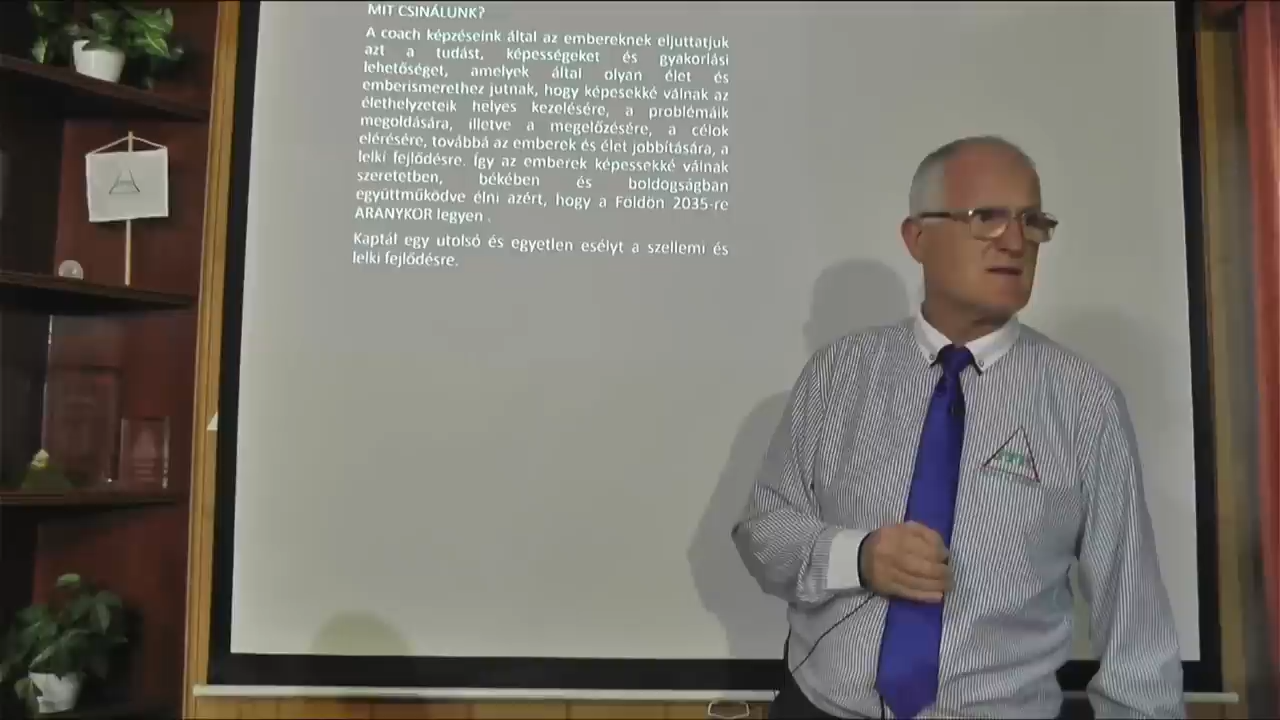 MIT CSINÁLUNK?
A coach képzéseink által az embereknek eljuttatjuk
azt a tudást, képességeket és gyakorlási
lehetőséget, amelyek által olyan élet és
emberismerethez jutnak, hogy képesekké válnak az
élethelyzeteik helyes kezelésére, a problémáik
megoldására, illetve a megelőzésére, a célok
elérésére, továbbá az emberek és élet jobbítására, a
lelki fejlődésre. Így az emberek képessekké válnak
szeretetben, békében és boldogságban
együttműködve élni azért, hogy a Földön 2035-re
ARANYKOR legyen .
Kaptál egy utolsó és egyetlen esélyt a szellemi és
lelki fejlődésre.